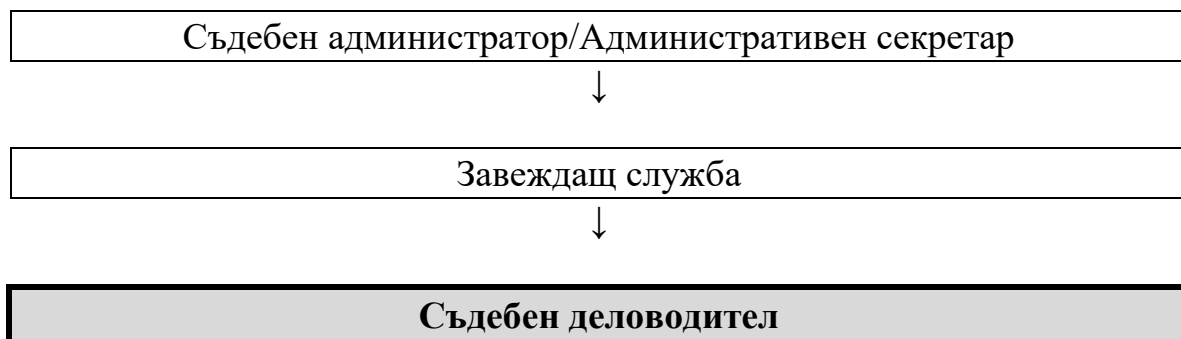 Съдебен администратор/Административен секретар
↓
Завеждащ служба
↓
Съдебен деловодител